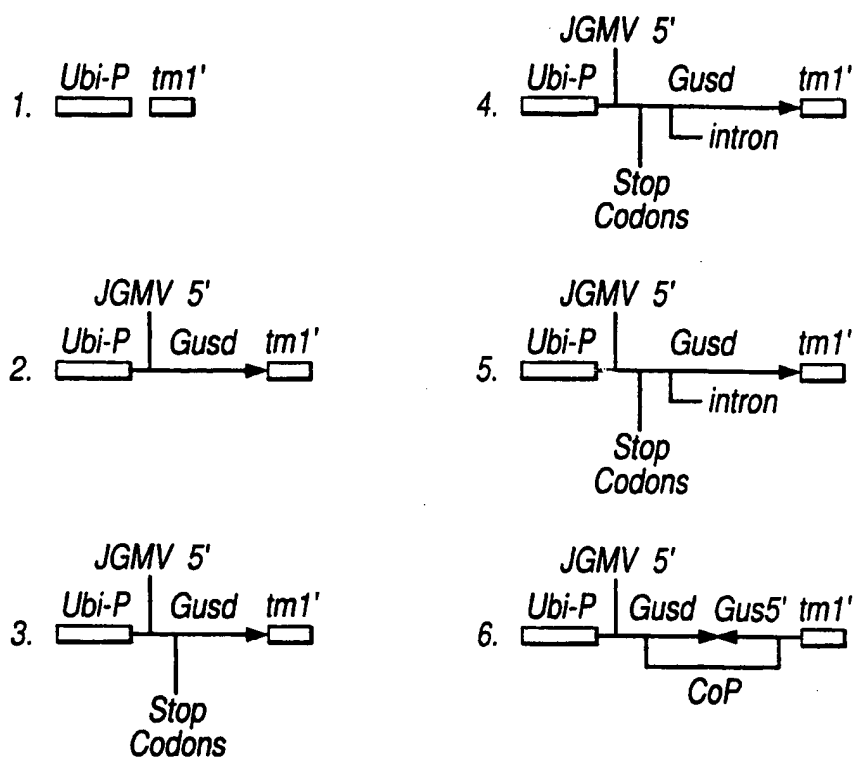 1. Ubi-P tm1'
2. JGMV 5' Ubi-P Gusd tm1'
3. JGMV 5' Ubi-P Gusd tm1'
Stop
Codons
4. JGMV 5' Ubi-P Gusd tm1'
intron
Stop
Codons
5. JGMV 5' Ubi-P Gusd tm1'
intron
Stop
Codons
6. JGMV 5' Ubi-P Gusd Gus5' tm1'
CoP